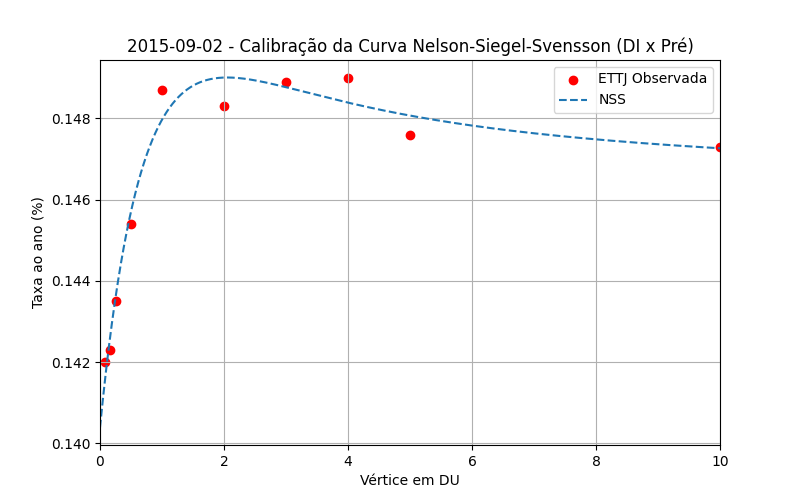 2015-09-02 - Calibração da Curva Nelson-Siegel-Svensson (DI x Pré)
ETTJ Observada
NSS
Taxa ao ano (%)
0.148
0.146
0.144
0.142
0.140
0 2 4 6 8 10
Vértice em DU